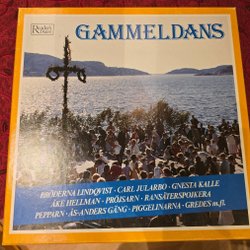 Reader's
Digest
GAMMELDANS
BRÖDERNA LINDQVIST · CARL JULARBO · GNESTA KALLE
ÅKE HELLMAN · PRÖJSARN · RANSÄTERSPOJKERA
PEPPARN · ÅS-ANDERS GÄNG · PIGGELINARNA · GREDES m.fl.